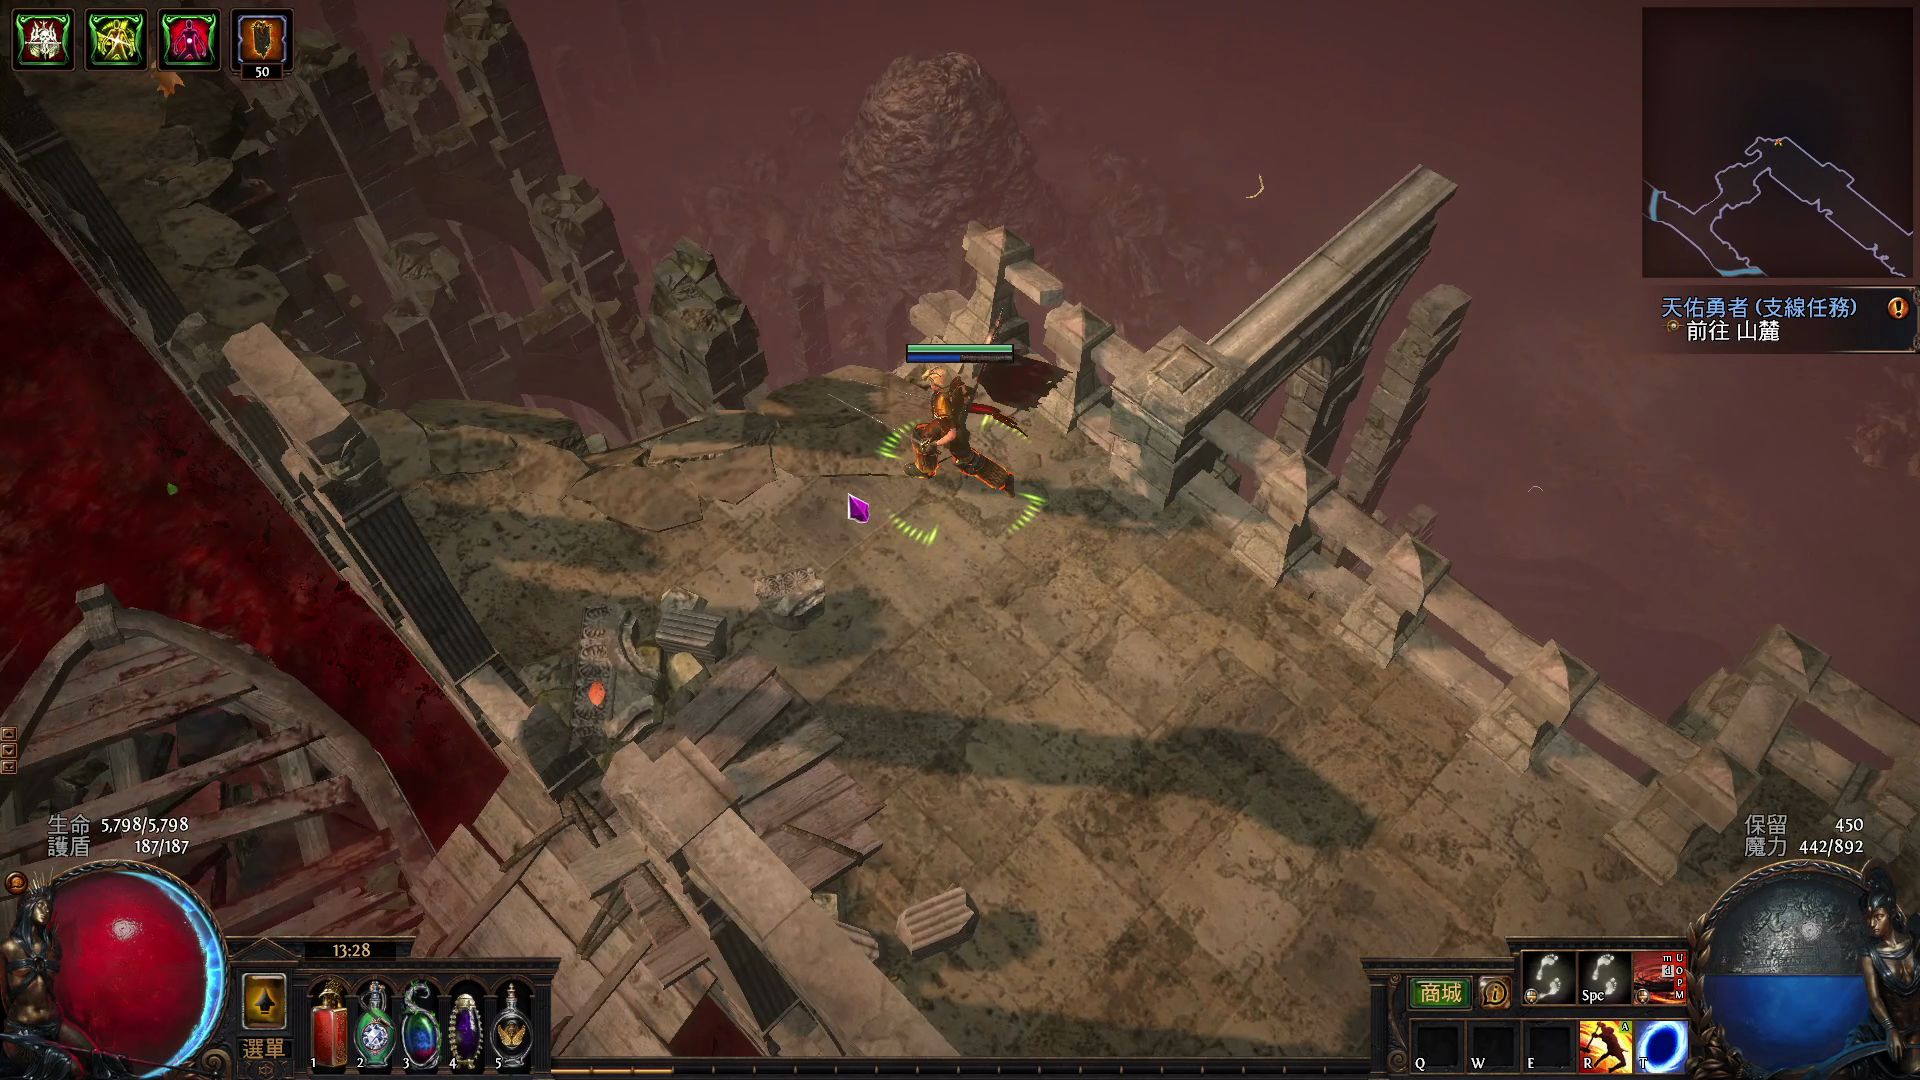 50
天佑勇者 (支線任務)
前往 山麓
生命 5,798/5,798
護盾 187/187
保留 450
魔力 442/892
13:28
選單
1 2 3 4 5
商城
Spc
m U
d O
P
M
Q W E R T
A